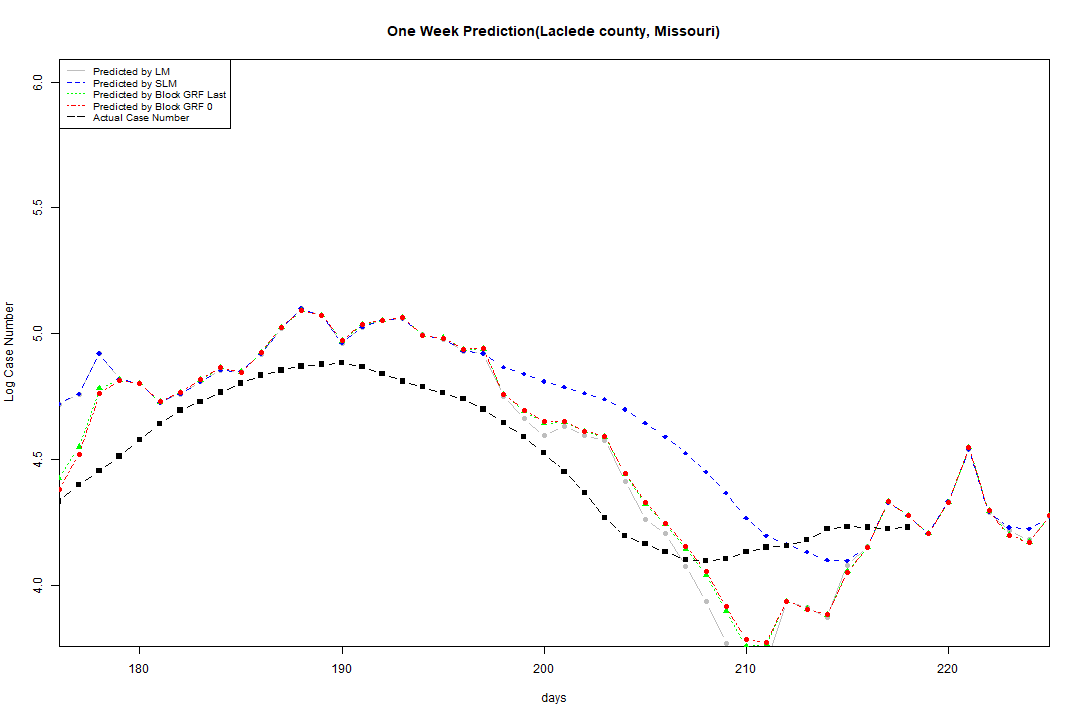 One Week Prediction(Laclede county, Missouri)
Predicted by LM
Predicted by SLM
Predicted by Block GRF Last
Predicted by Block GRF 0
Actual Case Number
6.0
5.5
5.0
4.5
4.0
Log Case Number
180 190 200 210 220
days